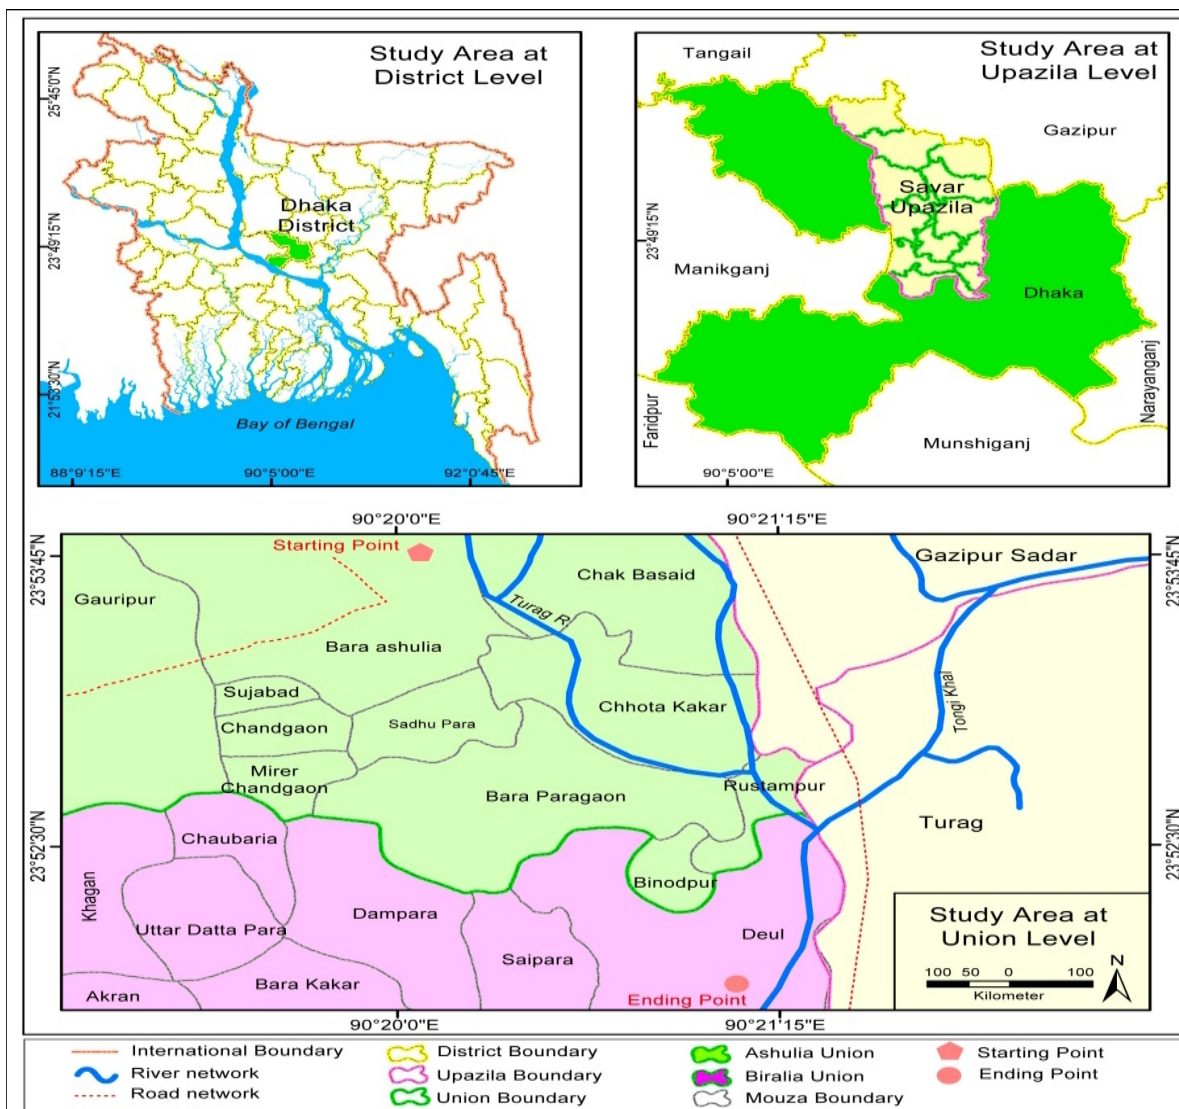 Study Area at
District Level
25°45'0"N
23°49'15"N
21°53'30"N
Dhaka
District
Bay of Bengal
88°9'15"E
90°5'00"E
92°0'45"E
Study Area at
Upazila Level
Tangail
Gazipur
Savar
Upazila
23°49'15"N
Manikganj
Dhaka
Faridpur
Narayanganj
Munshiganj
90°5'00"E
90°20'0"E
90°21'15"E
23°53'45"N
23°53'45"N
Starting Point
Gazipur Sadar
Chak Basaid
Gauripur
Turag R.
Bara ashulia
Sujabad
Chhota Kakar
Tongi Khal
Chandgaon
Sadhu Para
Mirer
Chandgaon
Bara Paragaon
Rustampur
Turag
23°52'30"N
23°52'30"N
Chaubaria
Khagan
Binodpur
Dampara
Uttar Datta Para
Deul
Saipara
Bara Kakar
Akran
Ending Point
Study Area at
Union Level
N
100 50 0 100
Kilometer
90°20'0"E
90°21'15"E
International Boundary
River network
Road network
District Boundary
Upazila Boundary
Union Boundary
Ashulia Union
Biralia Union
Mouza Boundary
Starting Point
Ending Point